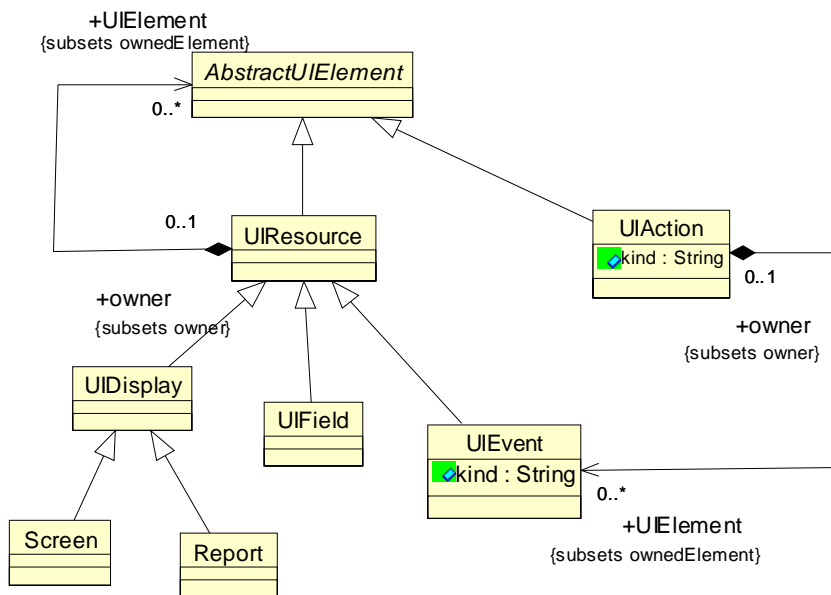 +UIElement
{subsets ownedElement}
AbstractUIElement
0..*
0..1
UIResource
UIAction
kind : String
0..1
+owner
{subsets owner}
+owner
{subsets owner}
UIDisplay
UIField
UIEvent
kind : String
0..*
+UIElement
{subsets ownedElement}
Screen
Report